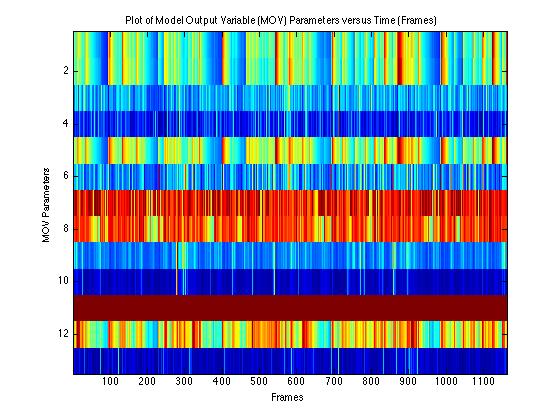 Plot of Model Output Variable (MOV) Parameters versus Time (Frames)
2
4
6
8
10
12
MOV Parameters
100 200 300 400 500 600 700 800 900 1000 1100
Frames